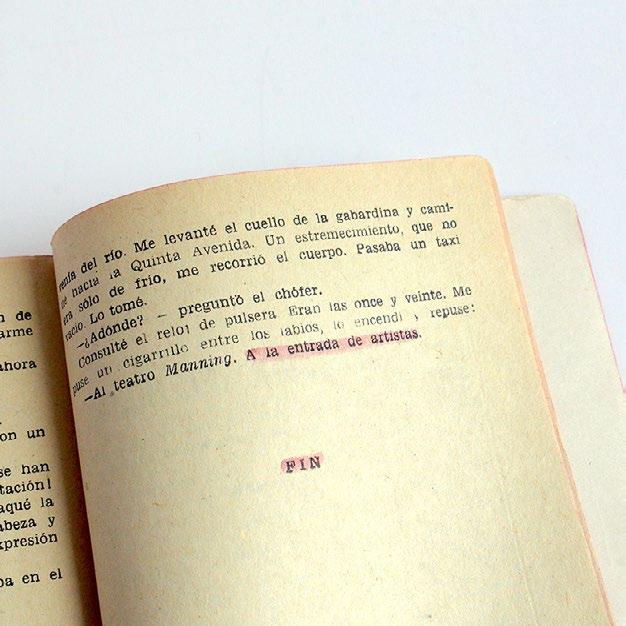 n de
arme
ahora
on un
se han
tación!
aqué la
abeza y
xpresión
ba en el
venía del río. Me levanté el cuello de la gabardina y cami-
né hacia la Quinta Avenida. Un estremecimiento, que no
era sólo de frío, me recorrió el cuerpo. Pasaba un taxi
vacío. Lo tomé.
—¿Adónde? — preguntó el chófer.
Consulté el reloj de pulsera. Eran las once y veinte. Me
puse un cigarrillo entre los labios, lo encendí y repuse:
—Al teatro Manning. A la entrada de artistas.
FIN